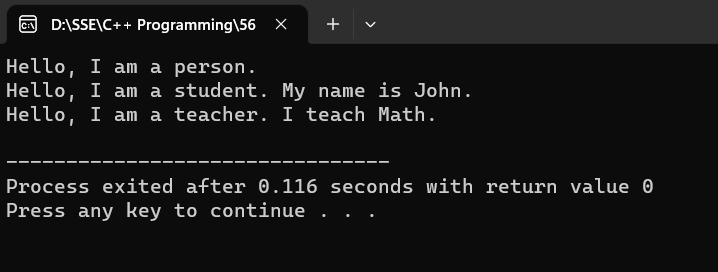 D:\SSE\C++ Programming\56
Hello, I am a person.
Hello, I am a student. My name is John.
Hello, I am a teacher. I teach Math.
--------------------------------
Process exited after 0.116 seconds with return value 0
Press any key to continue . . .